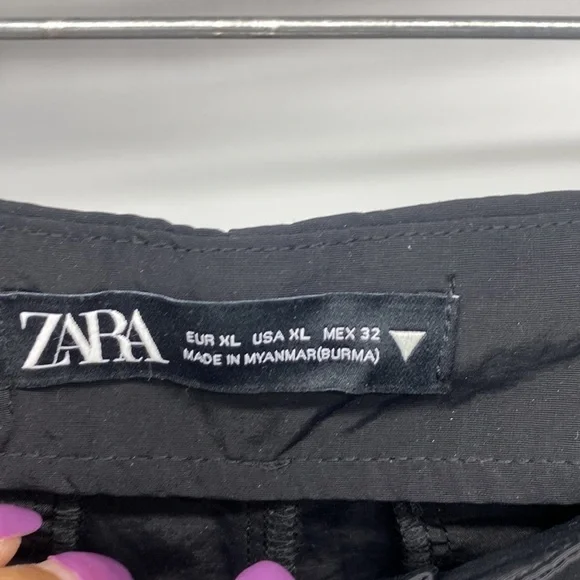 ZARA
EUR XL USA XL MEX 32
MADE IN MYANMAR(BURMA)